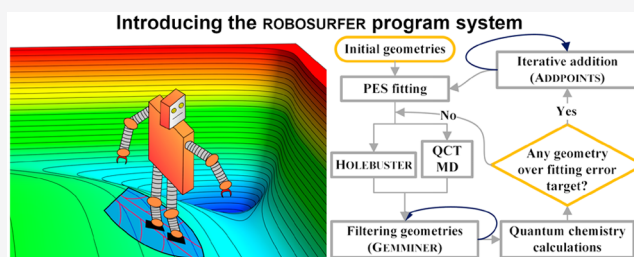 Introducing the ROBOSURFER program system
Initial geometries
PES fitting
Iterative addition
(ADDPOINTS)
No
Yes
HOLEBUSTER
QCT
MD
Any geometry
over fitting error
target?
Filtering geometries
(GEMMINER)
Quantum chemistry
calculations